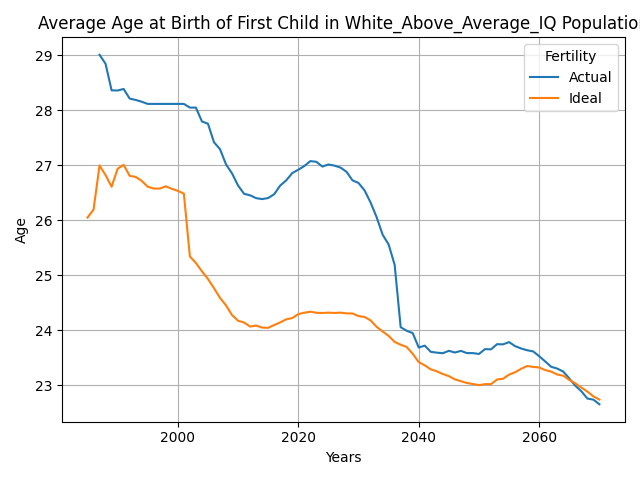 Average Age at Birth of First Child in White_Above_Average_IQ Population
Fertility
Actual
Ideal
29
28
27
26
25
24
23
Age
2000 2020 2040 2060
Years